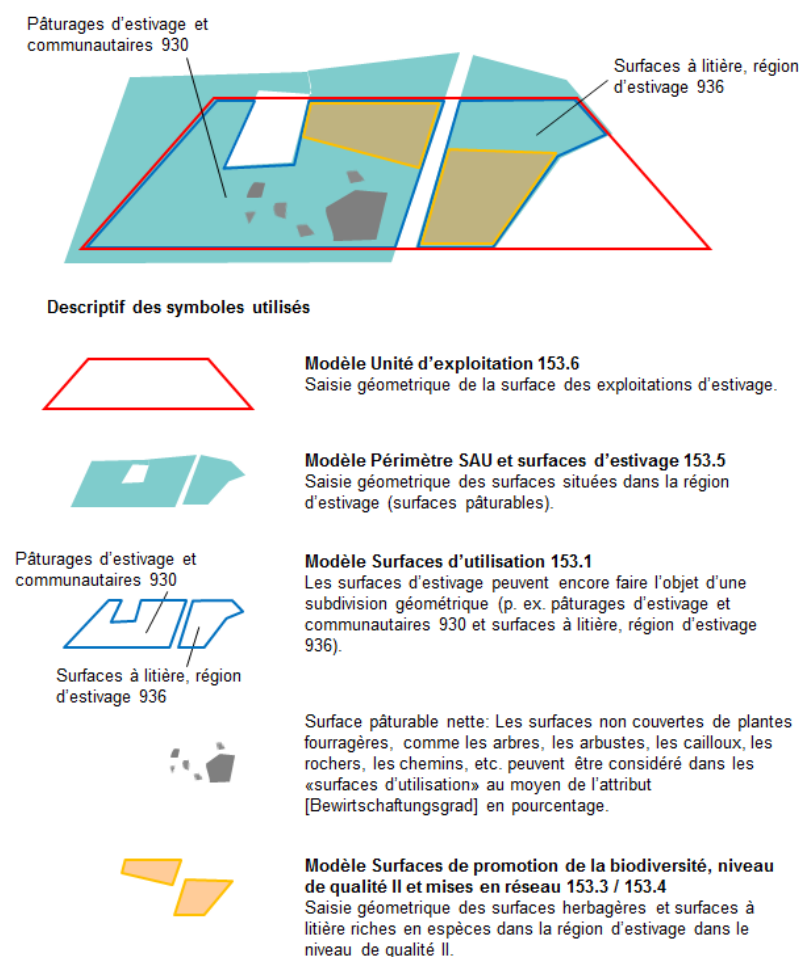 Pâturages d'estivage et
communautaires 930
Surfaces à litière, région
d'estivage 936
Descriptif des symboles utilisés
Modèle Unité d'exploitation 153.6
Saisie géometrique de la surface des exploitations d'estivage.
Modèle Périmètre SAU et surfaces d'estivage 153.5
Saisie géometrique des surfaces situées dans la région
d'estivage (surfaces pâturables).
Pâturages d'estivage et
communautaires 930
Surfaces à litière, région
d'estivage 936
Modèle Surfaces d'utilisation 153.1
Les surfaces d'estivage peuvent encore faire l'objet d'une
subdivision géométrique (p. ex. pâturages d'estivage et
communautaires 930 et surfaces à litière, région d'estivage
936).
Surface pâturable nette: Les surfaces non couvertes de plantes
fourragères, comme les arbres, les arbustes, les cailloux, les
rochers, les chemins, etc. peuvent être considéré dans les
«surfaces d'utilisation» au moyen de l'attribut
[Bewirtschaftungsgrad] en pourcentage.
Modèle Surfaces de promotion de la biodiversité, niveau
de qualité II et mises en réseau 153.3 / 153.4
Saisie géometrique des surfaces herbagères et surfaces à
litière riches en espèces dans la région d'estivage dans le
niveau de qualité II.